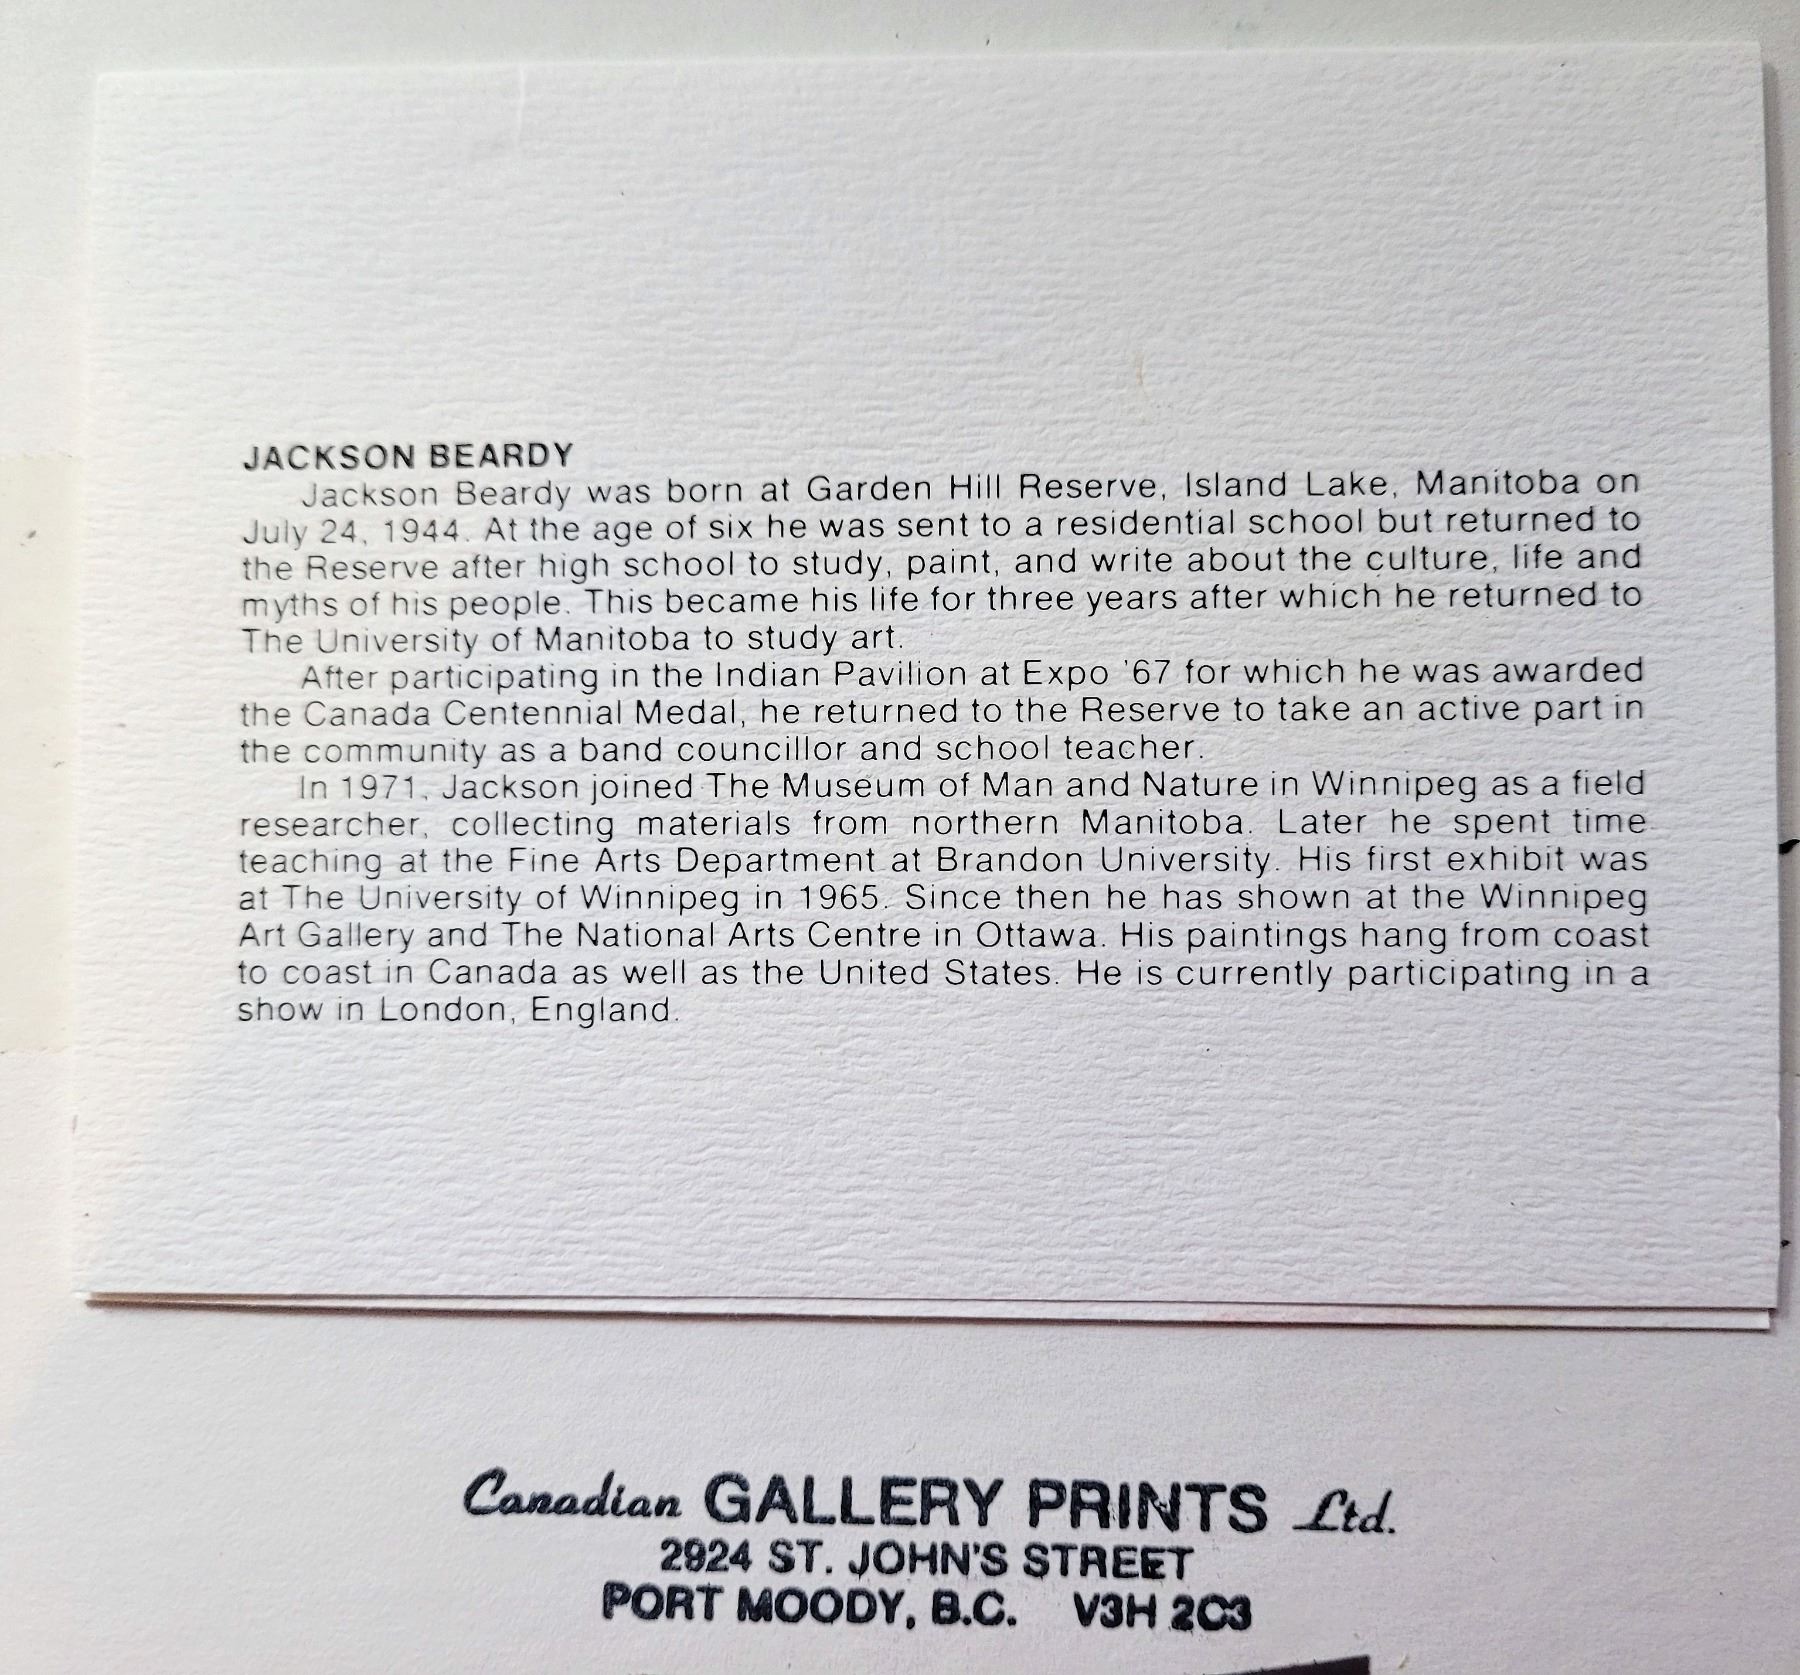 JACKSON BEARDY
Jackson Beardy was born at Garden Hill Reserve, Island Lake, Manitoba on
July 24, 1944. At the age of six he was sent to a residential school but returned to
the Reserve after high school to study, paint, and write about the culture, life and
myths of his people. This became his life for three years after which he returned to
The University of Manitoba to study art.
After participating in the Indian Pavilion at Expo '67 for which he was awarded
the Canada Centennial Medal, he returned to the Reserve to take an active part in
the community as a band councillor and school teacher.
In 1971, Jackson joined The Museum of Man and Nature in Winnipeg as a field
researcher, collecting materials from northern Manitoba. Later he spent time
teaching at the Fine Arts Department at Brandon University. His first exhibit was
at The University of Winnipeg in 1965. Since then he has shown at the Winnipeg
Art Gallery and The National Arts Centre in Ottawa. His paintings hang from coast
to coast in Canada as well as the United States. He is currently participating in a
show in London, England.
Canadian GALLERY PRINTS Ltd.
2924 ST. JOHN'S STREET
PORT MOODY, B.C. V3H 2C3